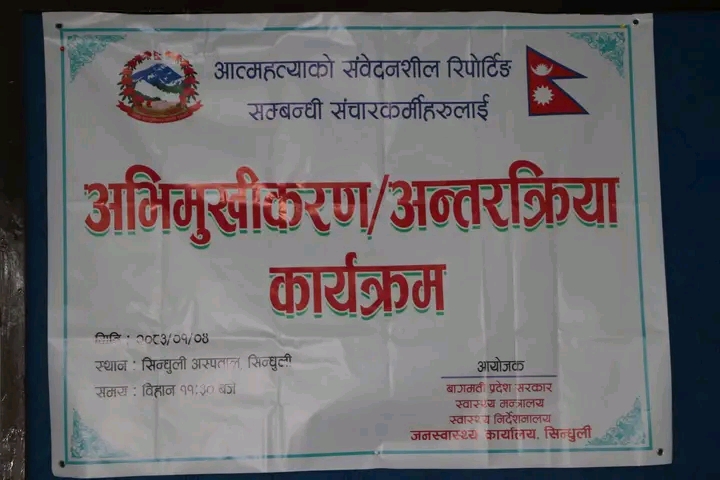 आत्महत्याको संवेदनशील रिपोर्टिङ
सम्बन्धी संचारकर्मीहरुलाई
अभिमुखीकरण/अन्तरक्रिया
कार्यक्रम
मिति : २०८३/०१/०४
स्थान : सिन्धुली अस्पताल, सिन्धुली
समय : विहान ११:३० बजे
आयोजक
बागमती प्रदेश सरकार
स्वास्थ्य मन्त्रालय
स्वास्थ्य निर्देशनालय
जनस्वास्थ्य कार्यालय, सिन्धुली